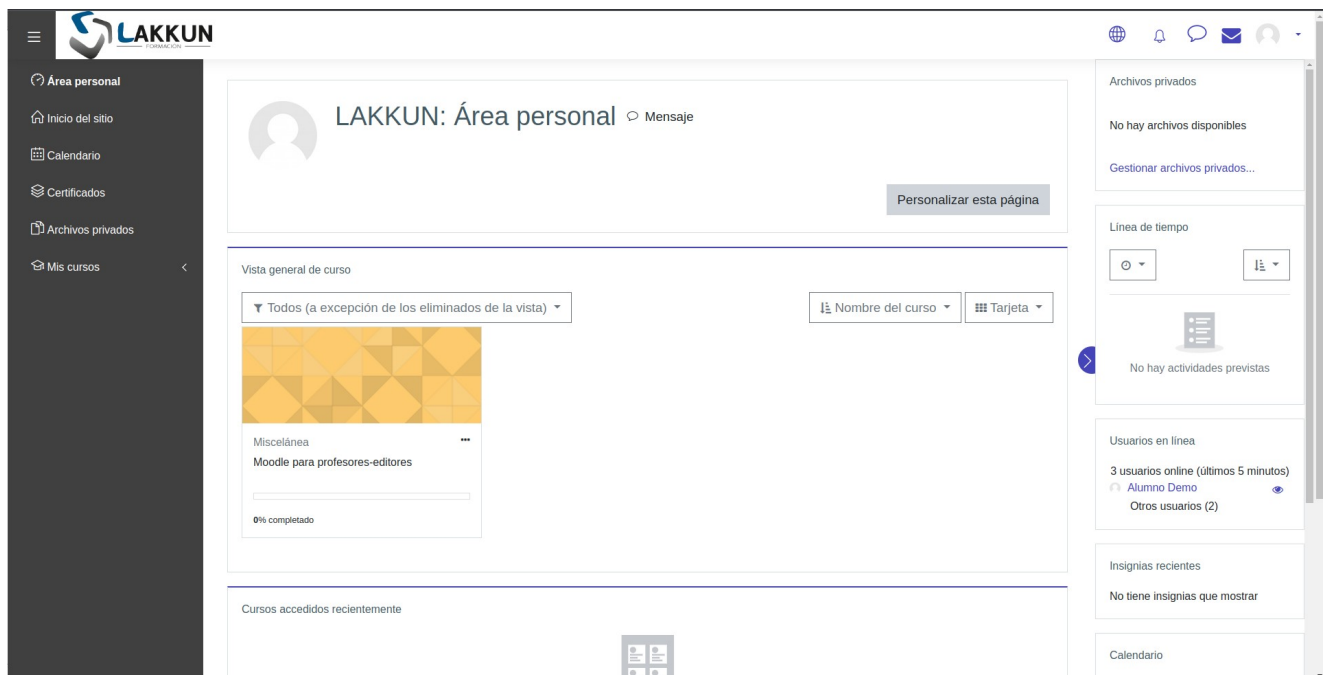 LAKKUN
FORMACIÓN
Área personal
Inicio del sitio
Calendario
Certificados
Archivos privados
Mis cursos
LAKKUN: Área personal Mensaje
Personalizar esta página
Vista general de curso
Todos (a excepción de los eliminados de la vista)
Nombre del curso
Tarjeta
Miscelánea
Moodle para profesores-editores
0% completado
Cursos accedidos recientemente
Archivos privados
No hay archivos disponibles
Gestionar archivos privados...
Línea de tiempo
No hay actividades previstas
Usuarios en línea
3 usuarios online (últimos 5 minutos)
Alumno Demo
Otros usuarios (2)
Insignias recientes
No tiene insignias que mostrar
Calendario